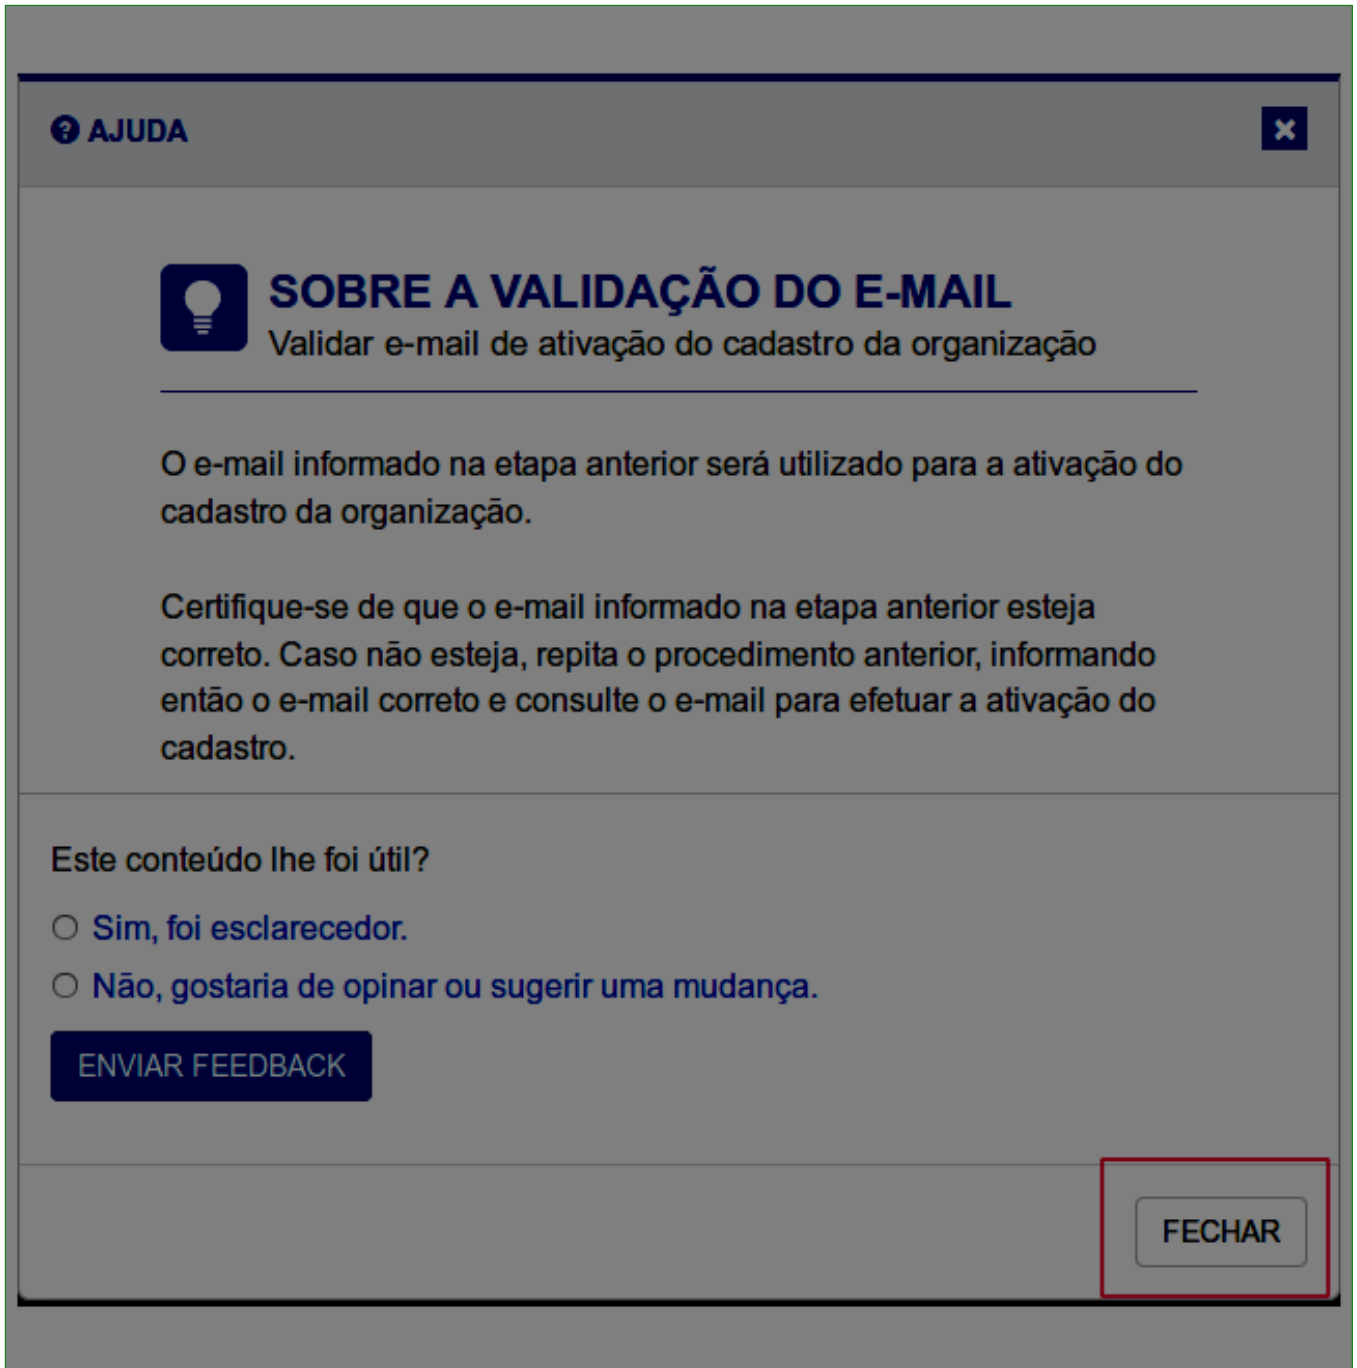 AJUDA
SOBRE A VALIDAÇÃO DO E-MAIL
Validar e-mail de ativação do cadastro da organização
O e-mail informado na etapa anterior será utilizado para a ativação do
cadastro da organização.
Certifique-se de que o e-mail informado na etapa anterior esteja
correto. Caso não esteja, repita o procedimento anterior, informando
então o e-mail correto e consulte o e-mail para efetuar a ativação do
cadastro.
Este conteúdo lhe foi útil?
Sim, foi esclarecedor.
Não, gostaria de opinar ou sugerir uma mudança.
ENVIAR FEEDBACK
FECHAR